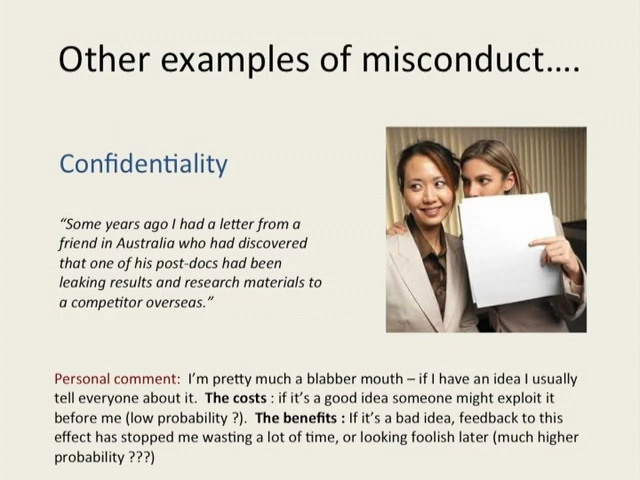 Other examples of misconduct....
Confidentiality
“Some years ago I had a letter from a
friend in Australia who had discovered
that one of his post-docs had been
leaking results and research materials to
a competitor overseas.”
Personal comment: I’m pretty much a blabber mouth – if I have an idea I usually
tell everyone about it. The costs : if it’s a good idea someone might exploit it
before me (low probability ?). The benefits : If it’s a bad idea, feedback to this
effect has stopped me wasting a lot of time, or looking foolish later (much higher
probability ???)